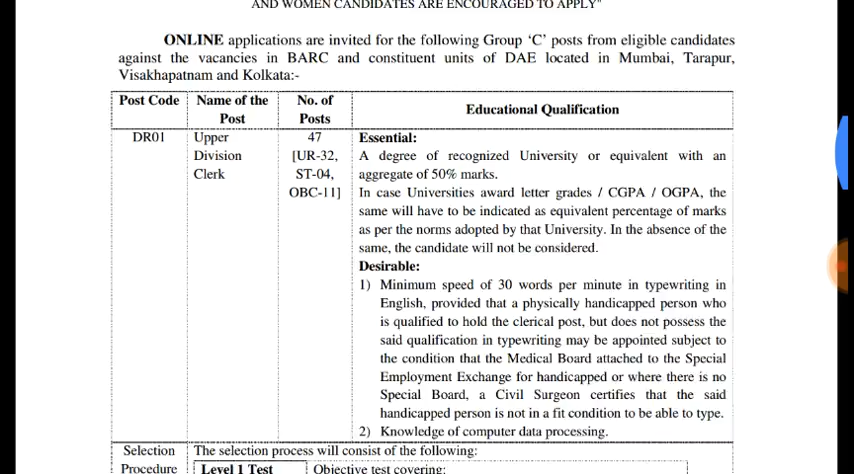 AND WOMEN CANDIDATES ARE ENCOURAGED TO APPLY"
ONLINE applications are invited for the following Group 'C' posts from eligible candidates
against the vacancies in BARC and constituent units of DAE located in Mumbai, Tarapur,
Visakhapatnam and Kolkata:-
Post Code Name of the Post No. of Posts Educational Qualification
DR01 Upper Division Clerk 47 [UR-32, ST-04, OBC-11]
Essential:
A degree of recognized University or equivalent with an
aggregate of 50% marks.
In case Universities award letter grades / CGPA / OGPA, the
same will have to be indicated as equivalent percentage of marks
as per the norms adopted by that University. In the absence of the
same, the candidate will not be considered.
Desirable:
1) Minimum speed of 30 words per minute in typewriting in
English, provided that a physically handicapped person who
is qualified to hold the clerical post, but does not possess the
said qualification in typewriting may be appointed subject to
the condition that the Medical Board attached to the Special
Employment Exchange for handicapped or where there is no
Special Board, a Civil Surgeon certifies that the said
handicapped person is not in a fit condition to be able to type.
2) Knowledge of computer data processing.
Selection Procedure
The selection process will consist of the following:
Level 1 Test Objective test covering: